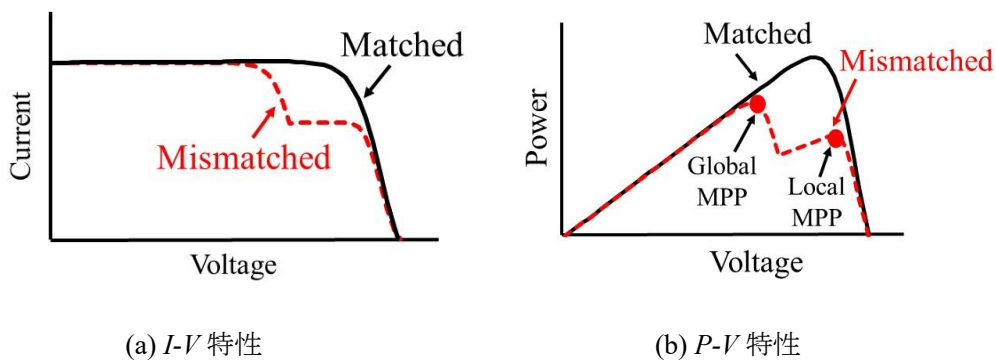 Current
Matched
Mismatched
Voltage
(a) I-V 特性
Power
Matched
Mismatched
Global
MPP
Local
MPP
Voltage
(b) P-V 特性